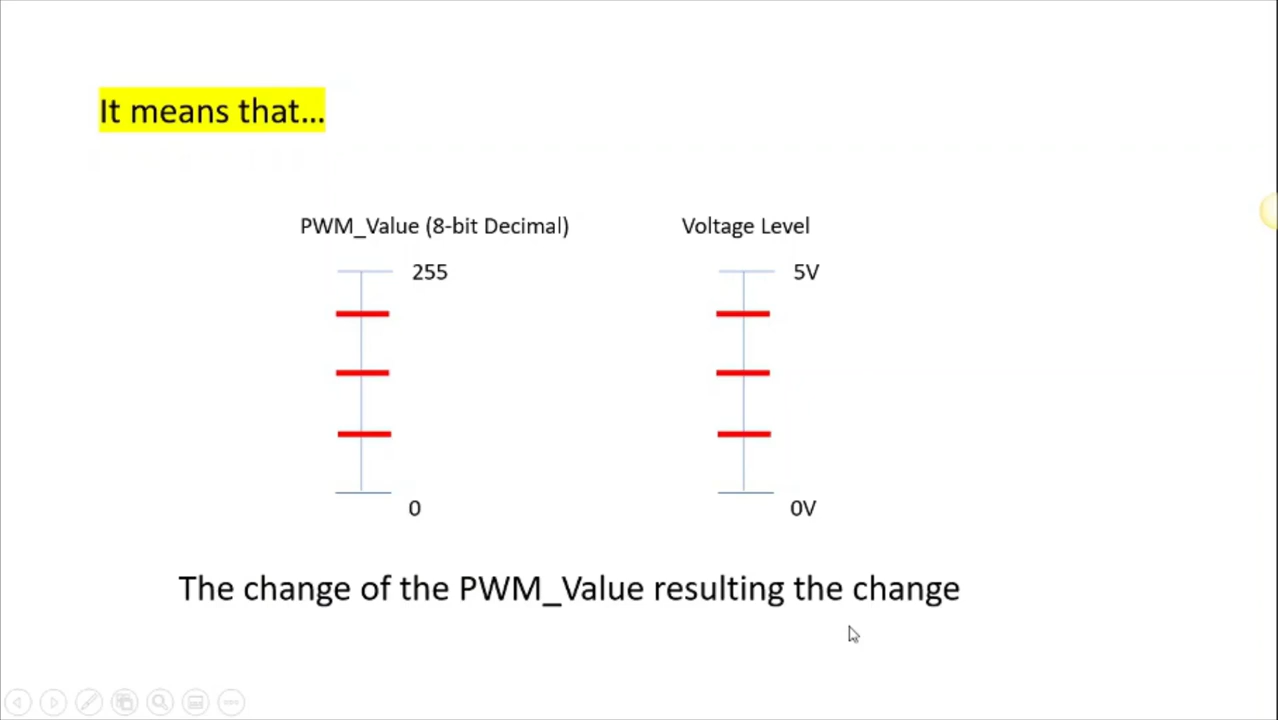 It means that...
PWM_Value (8-bit Decimal)
Voltage Level
255
5V
0
0V
The change of the PWM_Value resulting the change